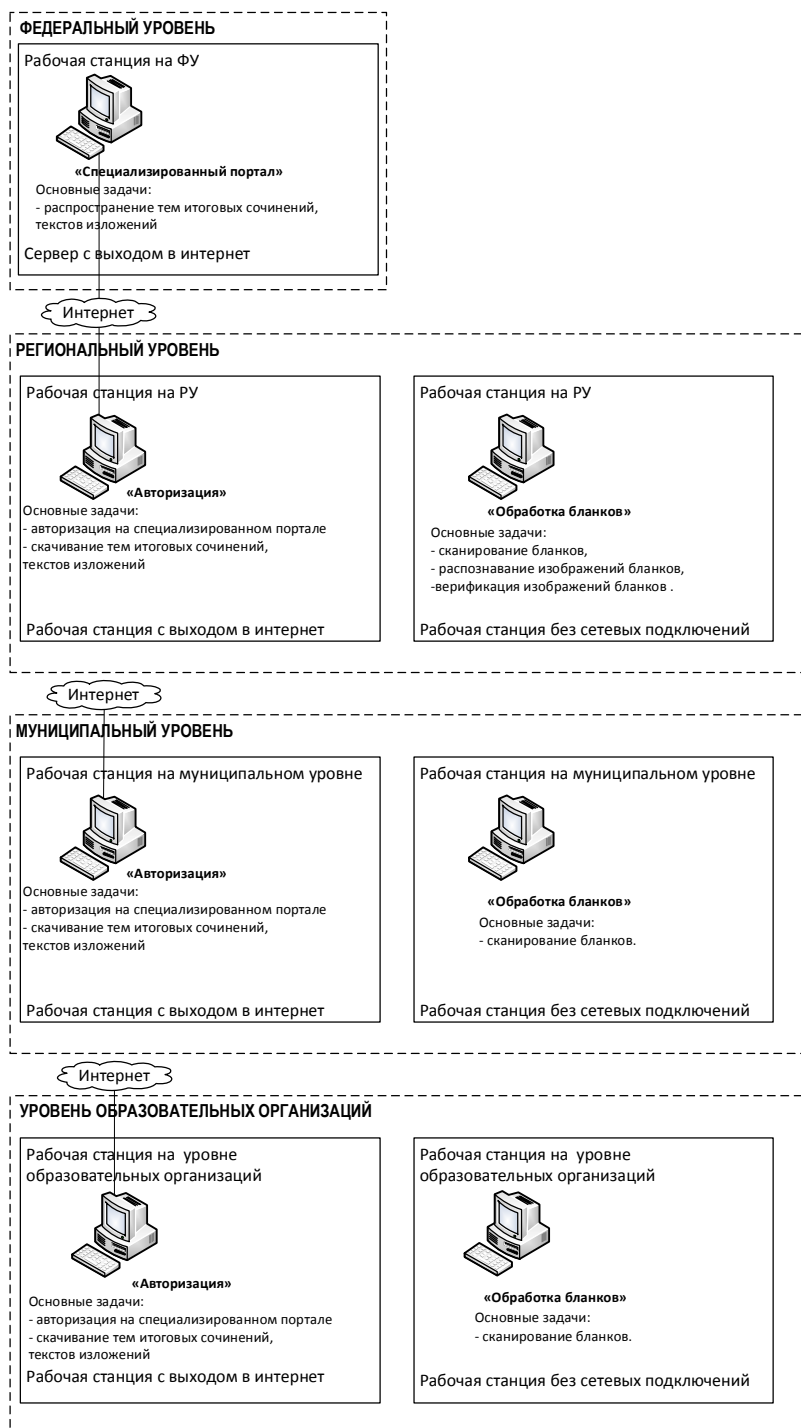 ФЕДЕРАЛЬНЫЙ УРОВЕНЬ
Рабочая станция на ФУ
«Специализированный портал»
Основные задачи:
- распространение тем итоговых сочинений,
текстов изложений
Сервер с выходом в интернет
Интернет
РЕГИОНАЛЬНЫЙ УРОВЕНЬ
Рабочая станция на РУ
«Авторизация»
Основные задачи:
- авторизация на специализированном портале
- скачивание тем итоговых сочинений,
текстов изложений
Рабочая станция с выходом в интернет
Рабочая станция на РУ
«Обработка бланков»
Основные задачи:
- сканирование бланков,
- распознавание изображений бланков,
-верификация изображений бланков .
Рабочая станция без сетевых подключений
Интернет
МУНИЦИПАЛЬНЫЙ УРОВЕНЬ
Рабочая станция на муниципальном уровне
«Авторизация»
Основные задачи:
- авторизация на специализированном портале
- скачивание тем итоговых сочинений,
текстов изложений
Рабочая станция с выходом в интернет
Рабочая станция на муниципальном уровне
«Обработка бланков»
Основные задачи:
- сканирование бланков.
Рабочая станция без сетевых подключений
Интернет
УРОВЕНЬ ОБРАЗОВАТЕЛЬНЫХ ОРГАНИЗАЦИЙ
Рабочая станция на уровне
образовательных организаций
«Авторизация»
Основные задачи:
- авторизация на специализированном портале
- скачивание тем итоговых сочинений,
текстов изложений
Рабочая станция с выходом в интернет
Рабочая станция на уровне
образовательных организаций
«Обработка бланков»
Основные задачи:
- сканирование бланков.
Рабочая станция без сетевых подключений